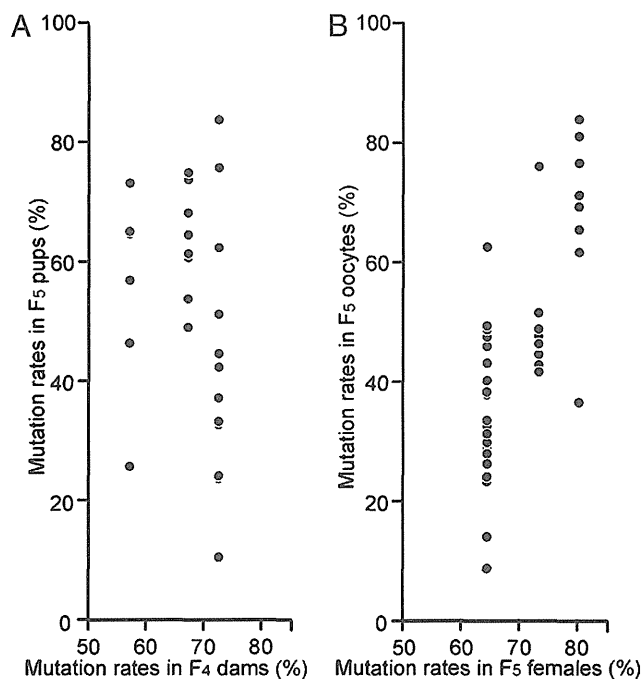 A
Mutation rates in F5 pups (%)
100
80
60
40
20
0
50 60 70 80
Mutation rates in F4 dams (%)
B
Mutation rates in F5 oocytes (%)
100
80
60
40
20
0
50 60 70 80
Mutation rates in F5 females (%)